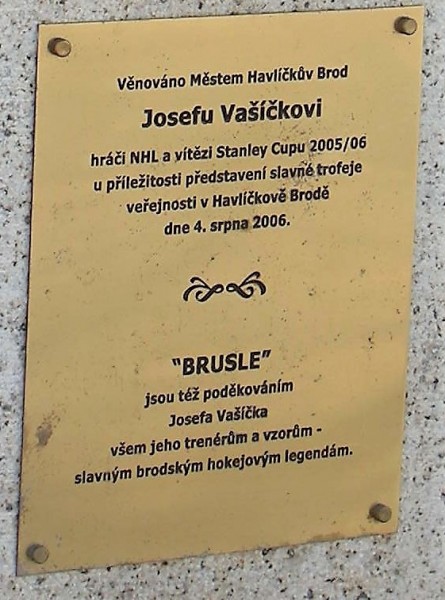 Věnováno Městem Havlíčkův Brod
Josefu Vašíčkovi
hráči NHL a vítězi Stanley Cupu 2005/06
u příležitosti představení slavné trofeje
veřejnosti v Havlíčkově Brodě
dne 4. srpna 2006.
"BRUSLE"
jsou též poděkováním
Josefa Vašíčka
všem jeho trenérům a vzorům -
slavným brodským hokejovým legendám.